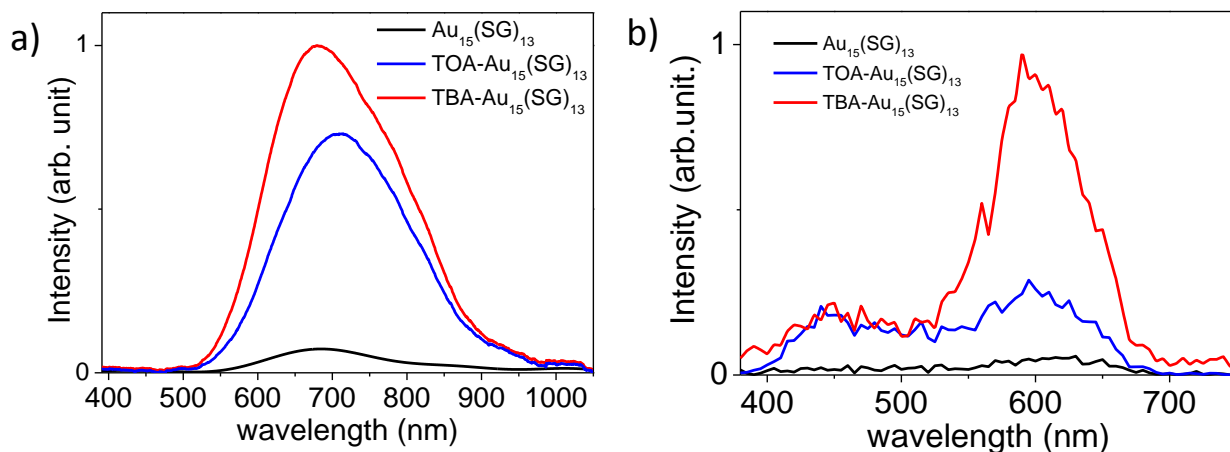 a)
Au₁₅(SG)₁₃
TOA-Au₁₅(SG)₁₃
TBA-Au₁₅(SG)₁₃
Intensity (arb. unit)
1
0
400 500 600 700 800 900 1000
wavelength (nm)
b)
Au₁₅(SG)₁₃
TOA-Au₁₅(SG)₁₃
TBA-Au₁₅(SG)₁₃
Intensity (arb.unit.)
1
0
400 500 600 700
wavelength (nm)